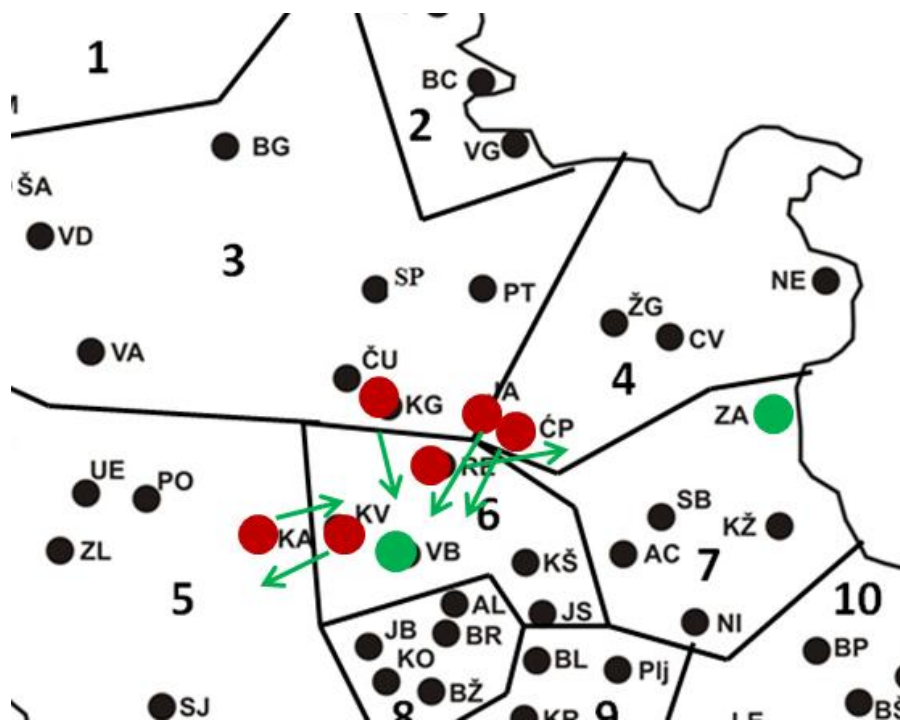 1
BC
2
VG
BG
ŠA
VD
3
SP
PT
NE
ŽG
CV
VA
ČU
4
KG
ĆP
ZA
RE
UE
PO
6
SB
KV
KŽ
KA
ZL
VB
AC
KŠ
7
5
AL
JS
10
JB
BR
NI
KO
BL
Plj
BP
BŽ
SJ
8
9